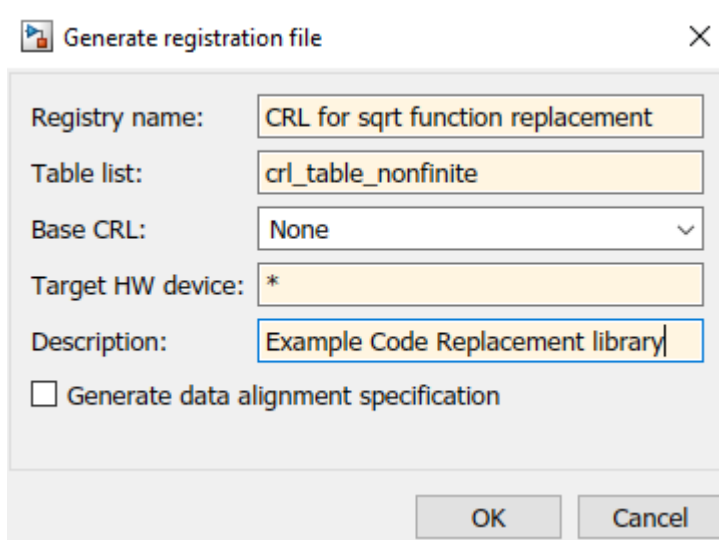 Generate registration file
Registry name: CRL for sqrt function replacement
Table list: crl_table_nonfinite
Base CRL: None
Target HW device: *
Description: Example Code Replacement library
Generate data alignment specification
OK Cancel